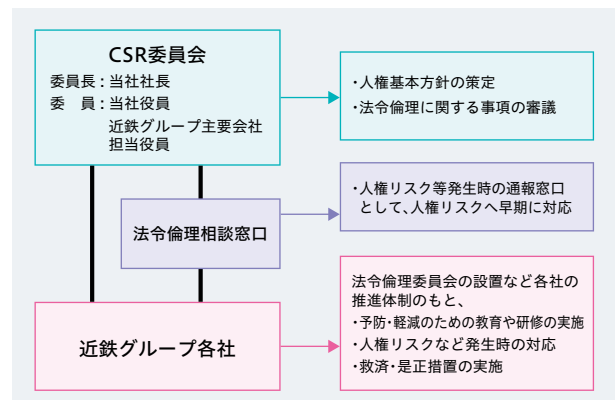 CSR委員会
委員長：当社社長
委　員：当社役員
近鉄グループ主要会社
担当役員
・人権基本方針の策定
・法令倫理に関する事項の審議
法令倫理相談窓口
・人権リスク等発生時の通報窓口
として、人権リスクへ早期に対応
近鉄グループ各社
法令倫理委員会の設置など各社の
推進体制のもと、
・予防・軽減のための教育や研修の実施
・人権リスクなど発生時の対応
・救済・是正措置の実施